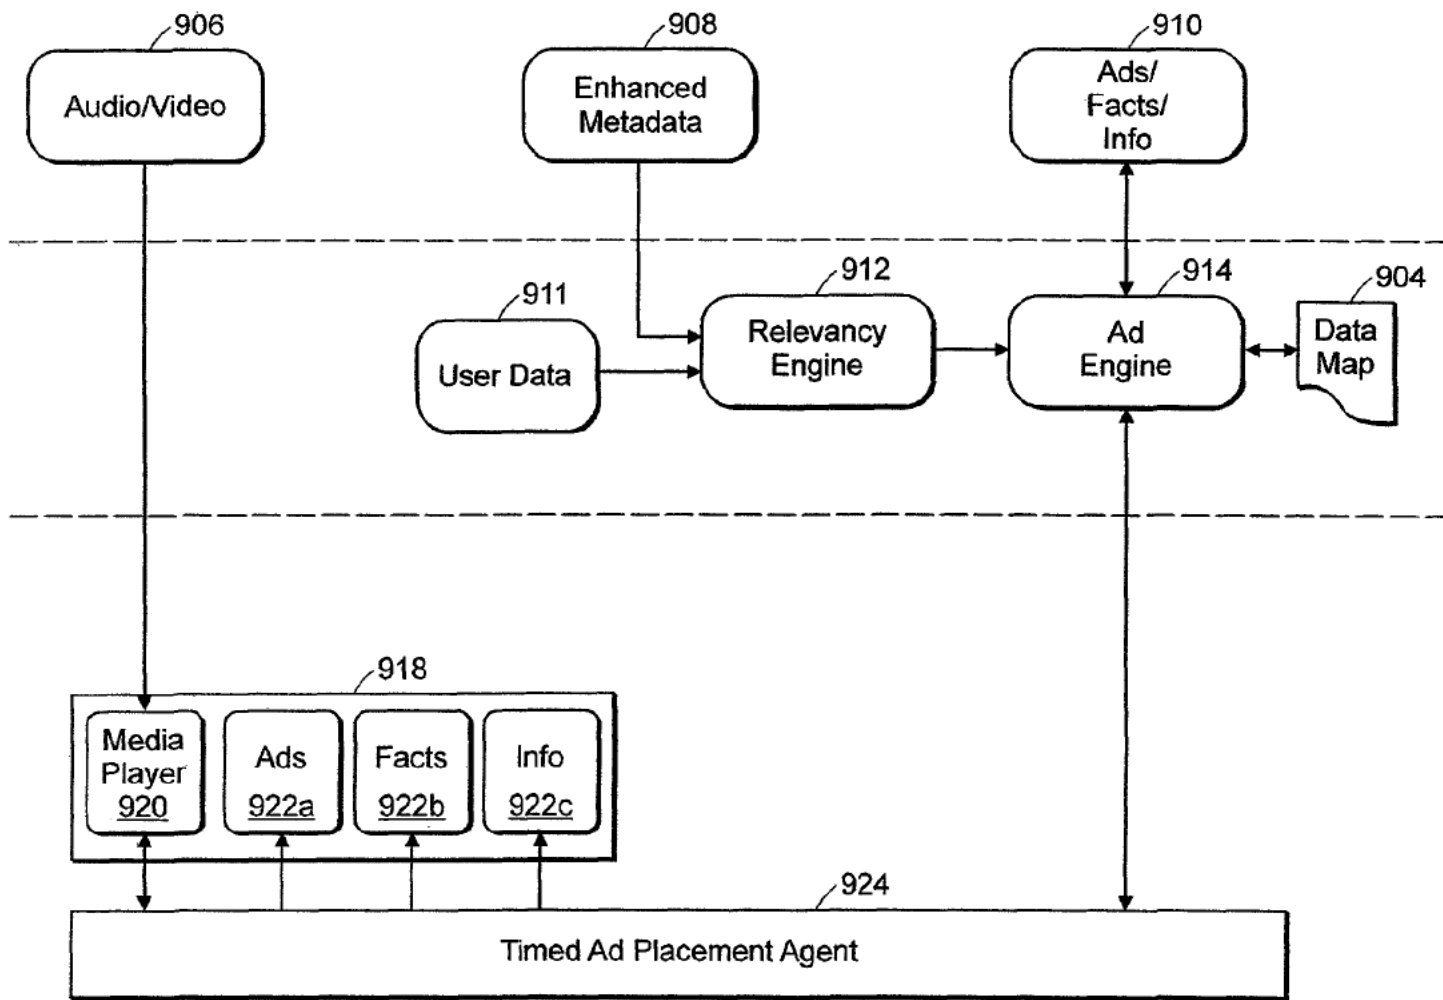 906
908
910
Audio/Video
Enhanced
Metadata
Ads/
Facts/
Info
911
912
914
904
User Data
Relevancy
Engine
Ad
Engine
Data
Map
918
Media
Player
920
Ads
922a
Facts
922b
Info
922c
924
Timed Ad Placement Agent